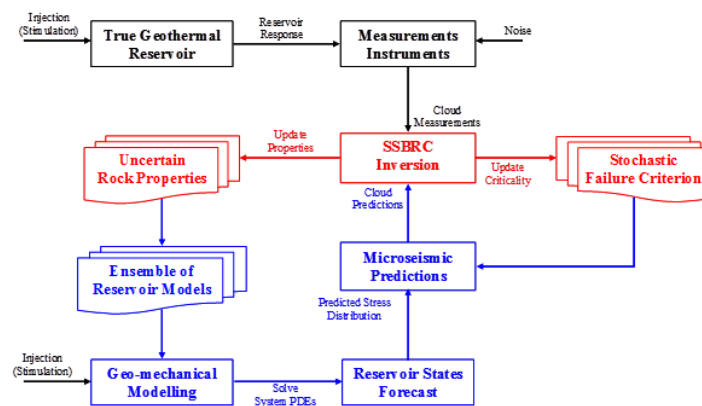 Injection
(Stimulation)
True Geothermal
Reservoir
Reservoir
Response
Measurements
Instruments
Noise
Cloud
Measurements
Update
Properties
Uncertain
Rock Properties
SSBRC
Inversion
Update
Criticality
Stochastic
Failure Criterion
Cloud
Predictions
Ensemble of
Reservoir Models
Microseismic
Predictions
Predicted Stress
Distribution
Injection
(Stimulation)
Geo-mechanical
Modelling
Solve
System PDEs
Reservoir States
Forecast